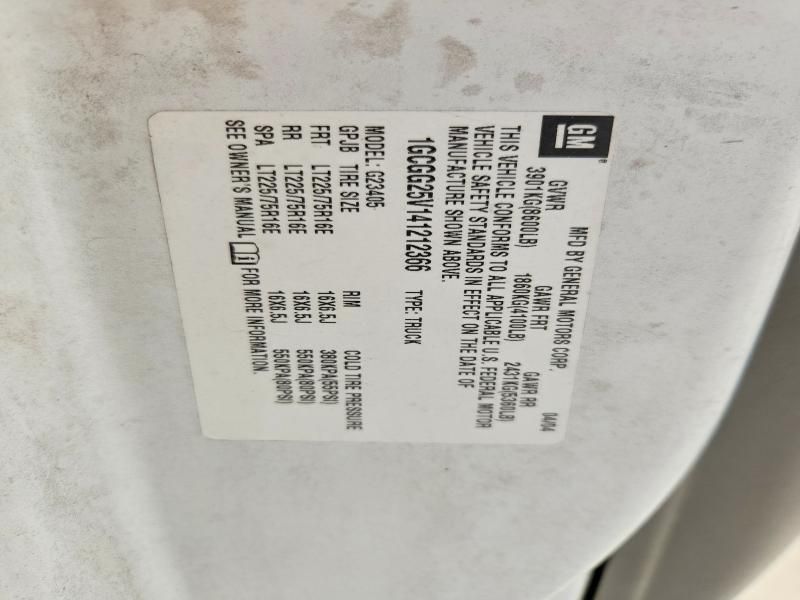 GM
MFD BY GENERAL MOTORS CORP. 04/04
GVWR GAWR FRT GAWR RR
3901KG(8600LB) 1860KG(4100LB) 2431KG(5360LB)
THIS VEHICLE CONFORMS TO ALL APPLICABLE U.S. FEDERAL MOTOR
VEHICLE SAFETY STANDARDS IN EFFECT ON THE DATE OF
MANUFACTURE SHOWN ABOVE.
1GCGG25V141212366 TYPE: TRUCK
MODEL: G23405
GPJB TIRE SIZE RIM COLD TIRE PRESSURE
FRT LT225/75R16E 16X6.5J 380KPA(55PSI)
RR LT225/75R16E 16X6.5J 550KPA(80PSI)
SPA LT225/75R16E 16X6.5J 550KPA(80PSI)
SEE OWNER'S MANUAL FOR MORE INFORMATION.